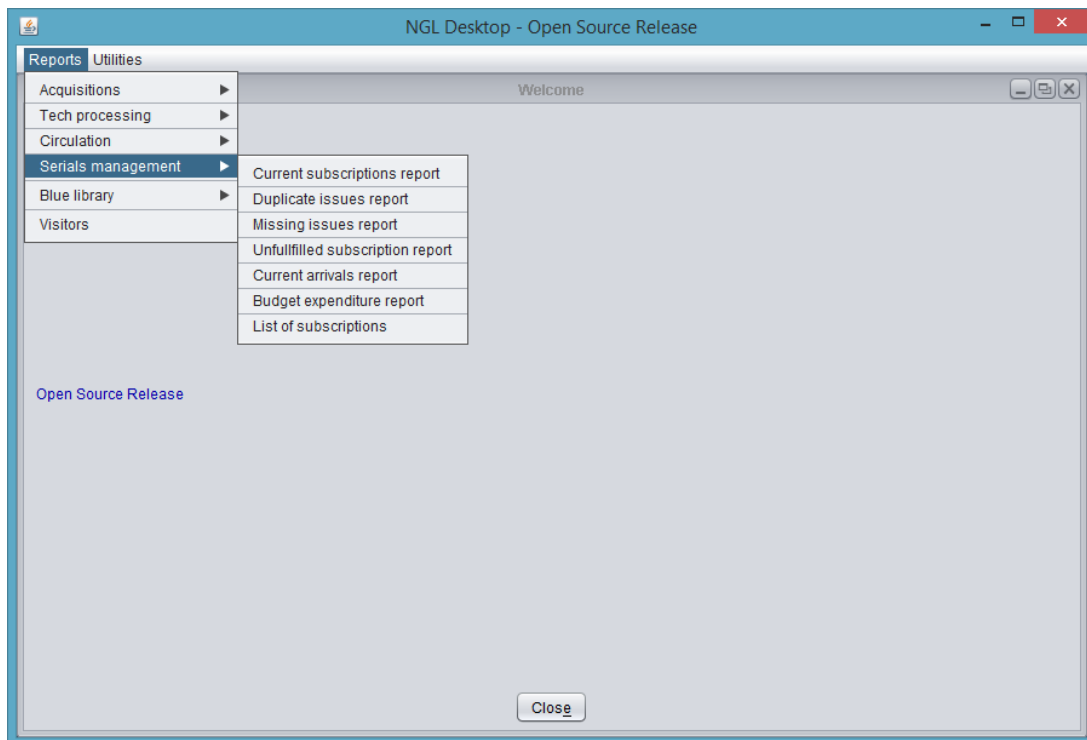 NGL Desktop - Open Source Release
Reports Utilities
Welcome
Acquisitions
Tech processing
Circulation
Serials management
Blue library
Visitors
Current subscriptions report
Duplicate issues report
Missing issues report
Unfullfilled subscription report
Current arrivals report
Budget expenditure report
List of subscriptions
Open Source Release
Close